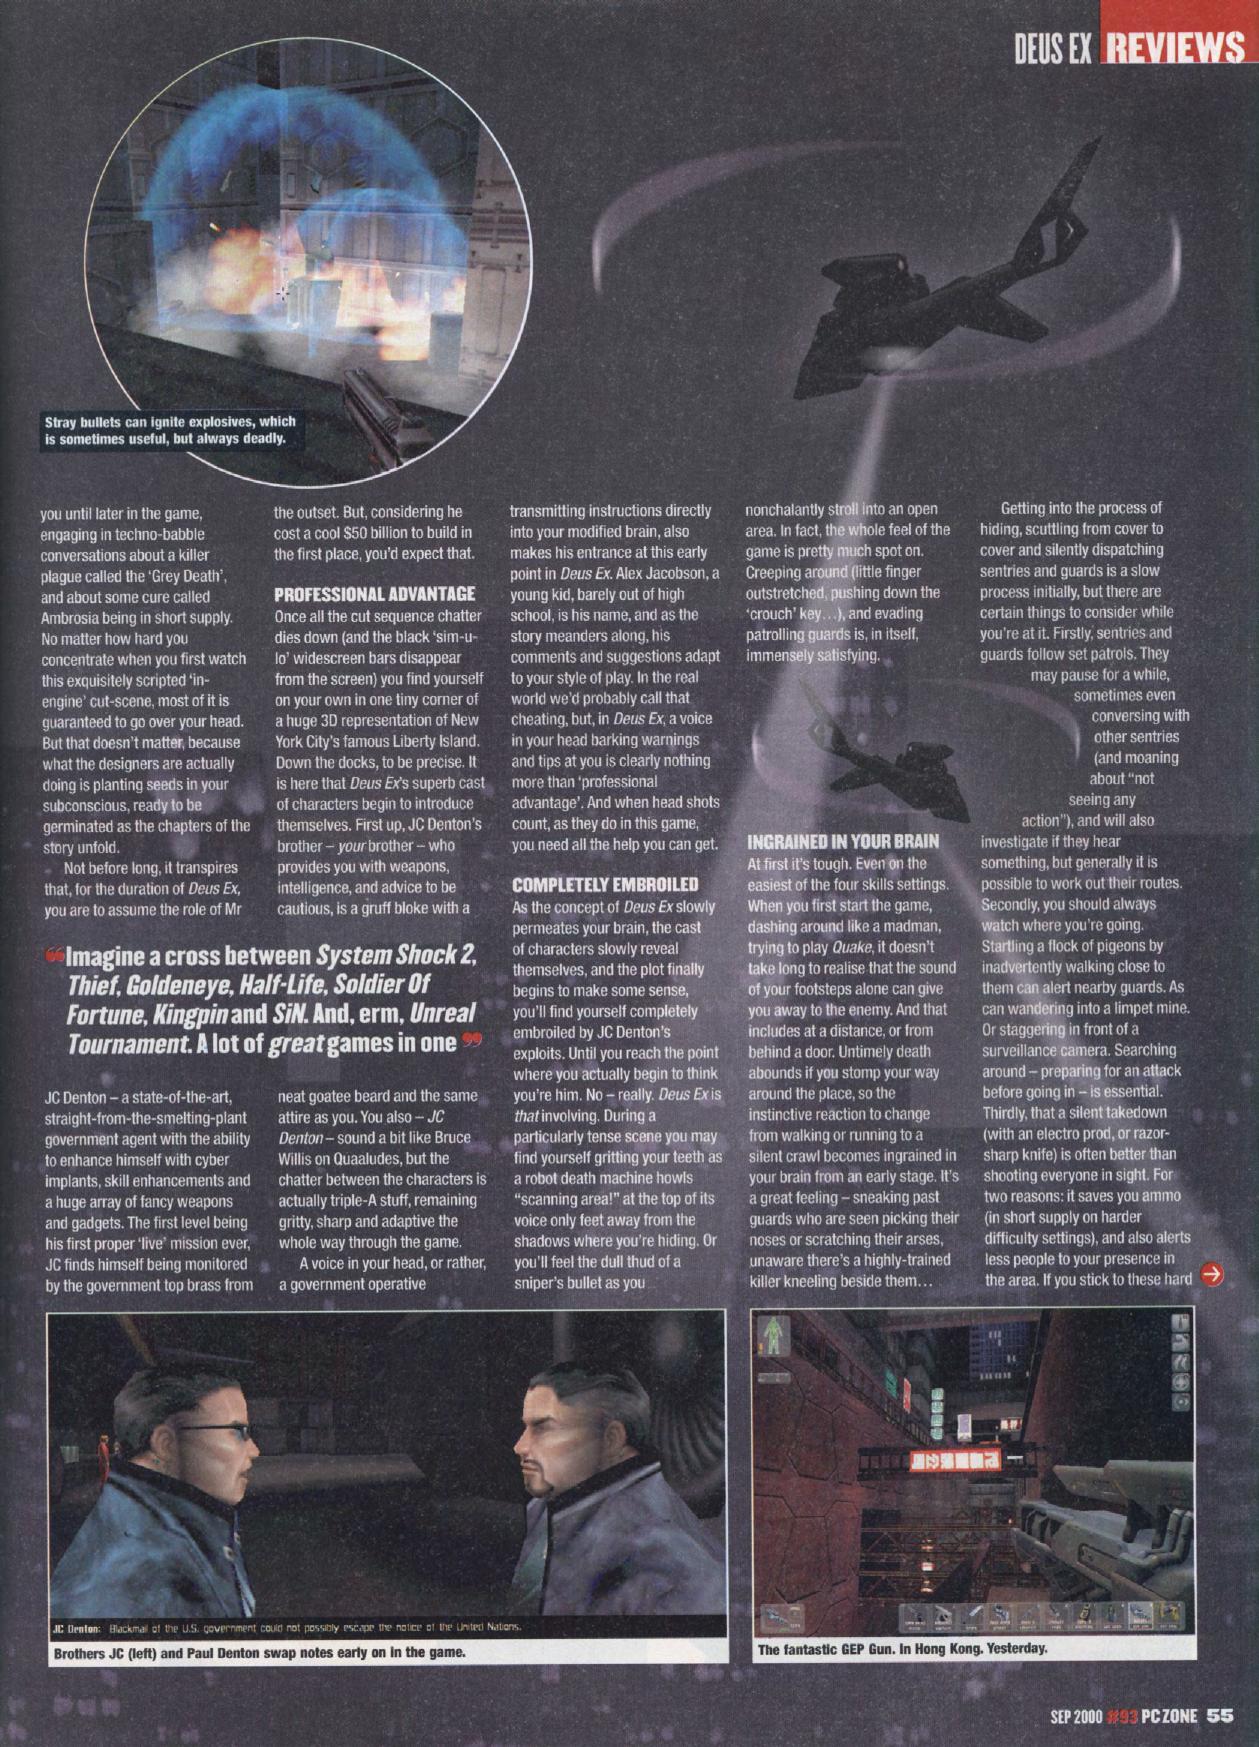 DEUS EX REVIEWS
Stray bullets can ignite explosives, which
is sometimes useful, but always deadly.
you until later in the game,
engaging in techno-babble
conversations about a killer
plague called the ‘Grey Death’,
and about some cure called
Ambrosia being in short supply.
No matter how hard you
concentrate when you first watch
this exquisitely scripted ‘in-
engine’ cut-scene, most of it is
guaranteed to go over your head.
But that doesn’t matter, because
what the designers are actually
doing is planting seeds in your
subconscious, ready to be
germinated as the chapters of the
story unfold.
Not before long, it transpires
that, for the duration of Deus Ex,
you are to assume the role of Mr
“Imagine a cross between System Shock 2,
Thief, Goldeneye, Half-Life, Soldier Of
Fortune, Kingpin and SiN. And, erm, Unreal
Tournament. A lot of great games in one”
JC Denton – a state-of-the-art,
straight-from-the-smelting-plant
government agent with the ability
to enhance himself with cyber
implants, skill enhancements and
a huge array of fancy weapons
and gadgets. The first level being
his first proper ‘live’ mission ever,
JC finds himself being monitored
by the government top brass from
the outset. But, considering he
cost a cool $50 billion to build in
the first place, you’d expect that.
PROFESSIONAL ADVANTAGE
Once all the cut sequence chatter
dies down (and the black ‘sim-u-
lo’ widescreen bars disappear
from the screen) you find yourself
on your own in one tiny corner of
a huge 3D representation of New
York City’s famous Liberty Island.
Down the docks, to be precise. It
is here that Deus Ex’s superb cast
of characters begin to introduce
themselves. First up, JC Denton’s
brother – your brother – who
provides you with weapons,
intelligence, and advice to be
cautious, is a gruff bloke with a
neat goatee beard and the same
attire as you. You also – JC
Denton – sound a bit like Bruce
Willis on Quaaludes, but the
chatter between the characters is
actually triple-A stuff, remaining
gritty, sharp and adaptive the
whole way through the game.
A voice in your head, or rather,
a government operative
transmitting instructions directly
into your modified brain, also
makes his entrance at this early
point in Deus Ex. Alex Jacobson, a
young kid, barely out of high
school, is his name, and as the
story meanders along, his
comments and suggestions adapt
to your style of play. In the real
world we’d probably call that
cheating, but, in Deus Ex, a voice
in your head barking warnings
and tips at you is clearly nothing
more than ‘professional
advantage’. And when head shots
count, as they do in this game,
you need all the help you can get.
COMPLETELY EMBROILED
As the concept of Deus Ex slowly
permeates your brain, the cast
of characters slowly reveal
themselves, and the plot finally
begins to make some sense,
you’ll find yourself completely
embroiled by JC Denton’s
exploits. Until you reach the point
where you actually begin to think
you’re him. No – really. Deus Ex is
that involving. During a
particularly tense scene you may
find yourself gritting your teeth as
a robot death machine howls
“scanning area!” at the top of its
voice only feet away from the
shadows where you’re hiding. Or
you’ll feel the dull thud of a
sniper’s bullet as you
nonchalantly stroll into an open
area. In fact, the whole feel of the
game is pretty much spot on.
Creeping around (little finger
outstretched, pushing down the
‘crouch’ key…), and evading
patrolling guards is, in itself,
immensely satisfying.
INGRAINED IN YOUR BRAIN
At first it’s tough. Even on the
easiest of the four skills settings.
When you first start the game,
dashing around like a madman,
trying to play Quake, it doesn’t
take long to realise that the sound
of your footsteps alone can give
you away to the enemy. And that
includes at a distance, or from
behind a door. Untimely death
abounds if you stomp your way
around the place, so the
instinctive reaction to change
from walking or running to a
silent crawl becomes ingrained in
your brain from an early stage. It’s
a great feeling – sneaking past
guards who are seen picking their
noses or scratching their arses,
unaware there’s a highly-trained
killer kneeling beside them…
Getting into the process of
hiding, scuttling from cover to
cover and silently dispatching
sentries and guards is a slow
process initially, but there are
certain things to consider while
you’re at it. Firstly, sentries and
guards follow set patrols. They
may pause for a while,
sometimes even
conversing with
other sentries
(and moaning
about “not
seeing any
action”), and will also
investigate if they hear
something, but generally it is
possible to work out their routes.
Secondly, you should always
watch where you’re going.
Startling a flock of pigeons by
inadvertently walking close to
them can alert nearby guards. As
can wandering into a limpet mine.
Or staggering in front of a
surveillance camera. Searching
around – preparing for an attack
before going in – is essential.
Thirdly, that a silent takedown
(with an electro prod, or razor-
sharp knife) is often better than
shooting everyone in sight. For
two reasons: it saves you ammo
(in short supply on harder
difficulty settings), and also alerts
less people to your presence in
the area. If you stick to these hard
JC Denton: Blackmail of the U.S. government could not possibly escape the notice of the United Nations.
Brothers JC (left) and Paul Denton swap notes early on in the game.
The fantastic GEP Gun. In Hong Kong. Yesterday.
SEP 2000 #93 PC ZONE 55